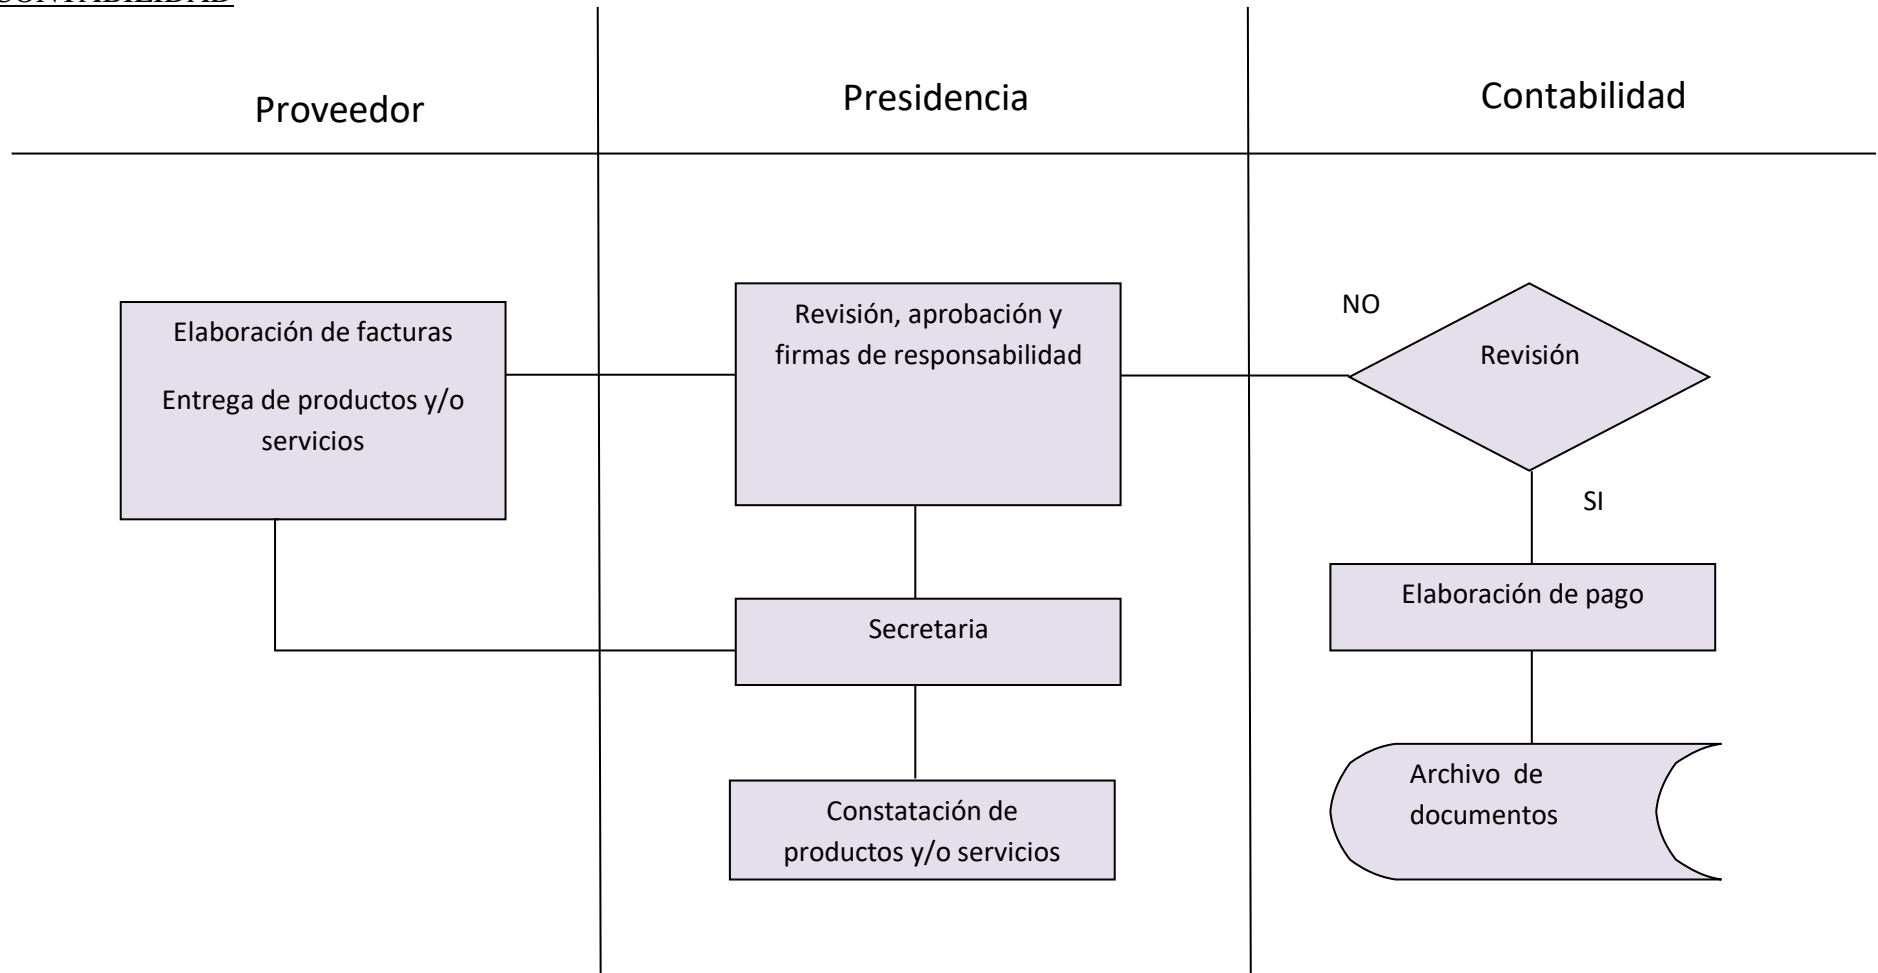 CONTABILIDAD
Proveedor
Presidencia
Contabilidad
Elaboración de facturas
Entrega de productos y/o
servicios
Revisión, aprobación y
firmas de responsabilidad
Secretaria
Constatación de
productos y/o servicios
NO
Revisión
SI
Elaboración de pago
Archivo de
documentos